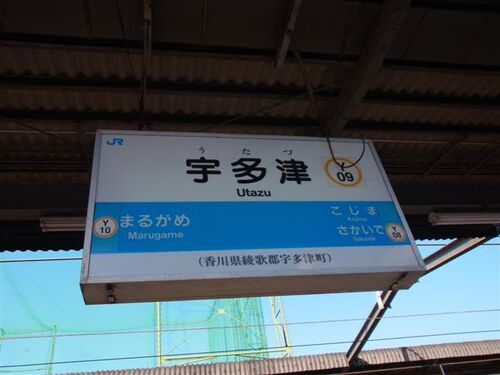 JR
うたづ
宇多津
Utazu
Y
09
Y
10
まるがめ
Marugame
こじま
Kojima
さかいで
Sakaide
Y
08
(香川県綾歌郡宇多津町)